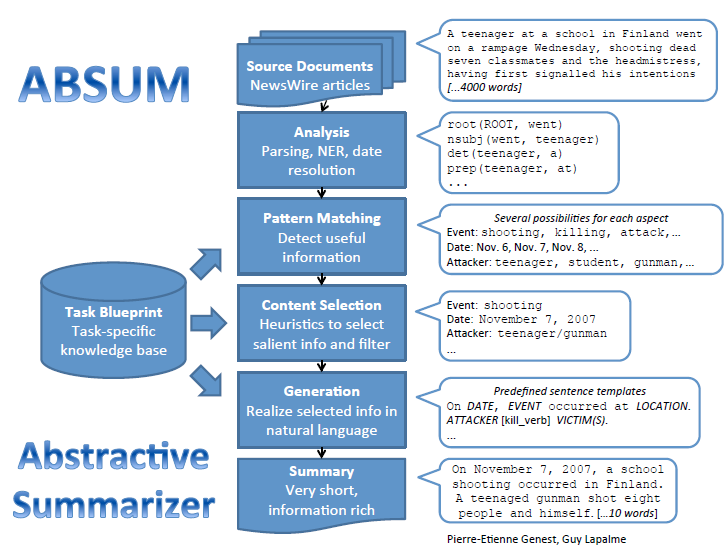 ABSUM
Source Documents
NewsWire articles
A teenager at a school in Finland went
on a rampage Wednesday, shooting dead
seven classmates and the headmistress,
having first signalled his intentions
[...4000 words]
Analysis
Parsing, NER, date
resolution
root(ROOT, went)
nsubj(went, teenager)
det(teenager, a)
prep(teenager, at)
...
Pattern Matching
Detect useful
information
Several possibilities for each aspect
Event: shooting, killing, attack,...
Date: Nov. 6, Nov. 7, Nov. 8, ...
Attacker: teenager, student, gunman,...
Task Blueprint
Task-specific
knowledge base
Content Selection
Heuristics to select
salient info and filter
Event: shooting
Date: November 7, 2007
Attacker: teenager/gunman
...
Generation
Realize selected info in
natural language
Predefined sentence templates
On DATE, EVENT occurred at LOCATION.
ATTACKER [kill_verb] VICTIM(S).
...
Abstractive
Summarizer
Summary
Very short,
information rich
On November 7, 2007, a school
shooting occurred in Finland.
A teenaged gunman shot eight
people and himself. [...10 words]
Pierre-Etienne Genest, Guy Lapalme